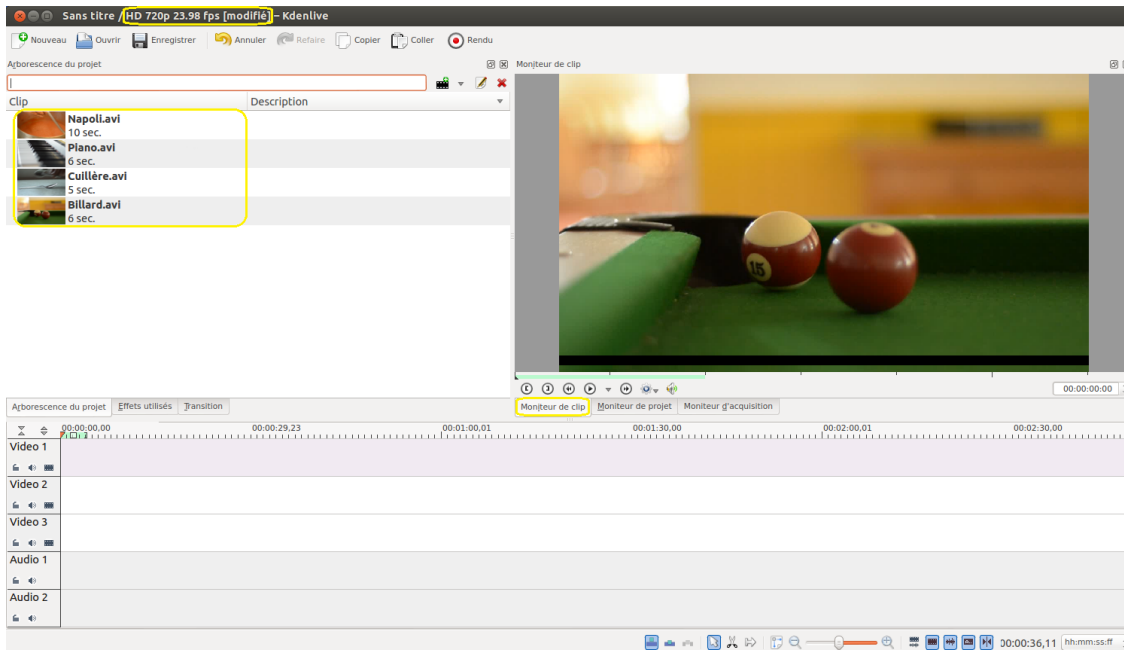 Sans titre / HD 720p 23.98 fps [modifié] – Kdenlive
Nouveau Ouvrir Enregistrer Annuler Refaire Copier Coller Rendu
Arborescence du projet
Moniteur de clip
Clip Description
Napoli.avi
10 sec.
Piano.avi
6 sec.
Cuillère.avi
5 sec.
Billard.avi
6 sec.
15
00:00:00:00
Arborescence du projet Effets utilisés Transition
Moniteur de clip Moniteur de projet Moniteur d'acquisition
00:00:00,00 00:00:29,23 00:01:00,01 00:01:30,00 00:02:00,01 00:02:30,00
Video 1
Video 2
Video 3
Audio 1
Audio 2
00:00:36,11 hh:mm:ss:ff